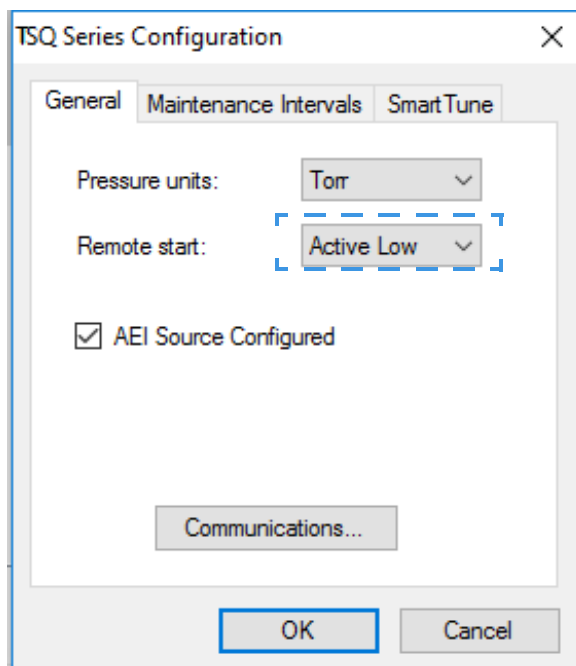 TSQ Series Configuration
General Maintenance Intervals SmartTune
Pressure units: Torr
Remote start: Active Low
AEI Source Configured
Communications...
OK Cancel